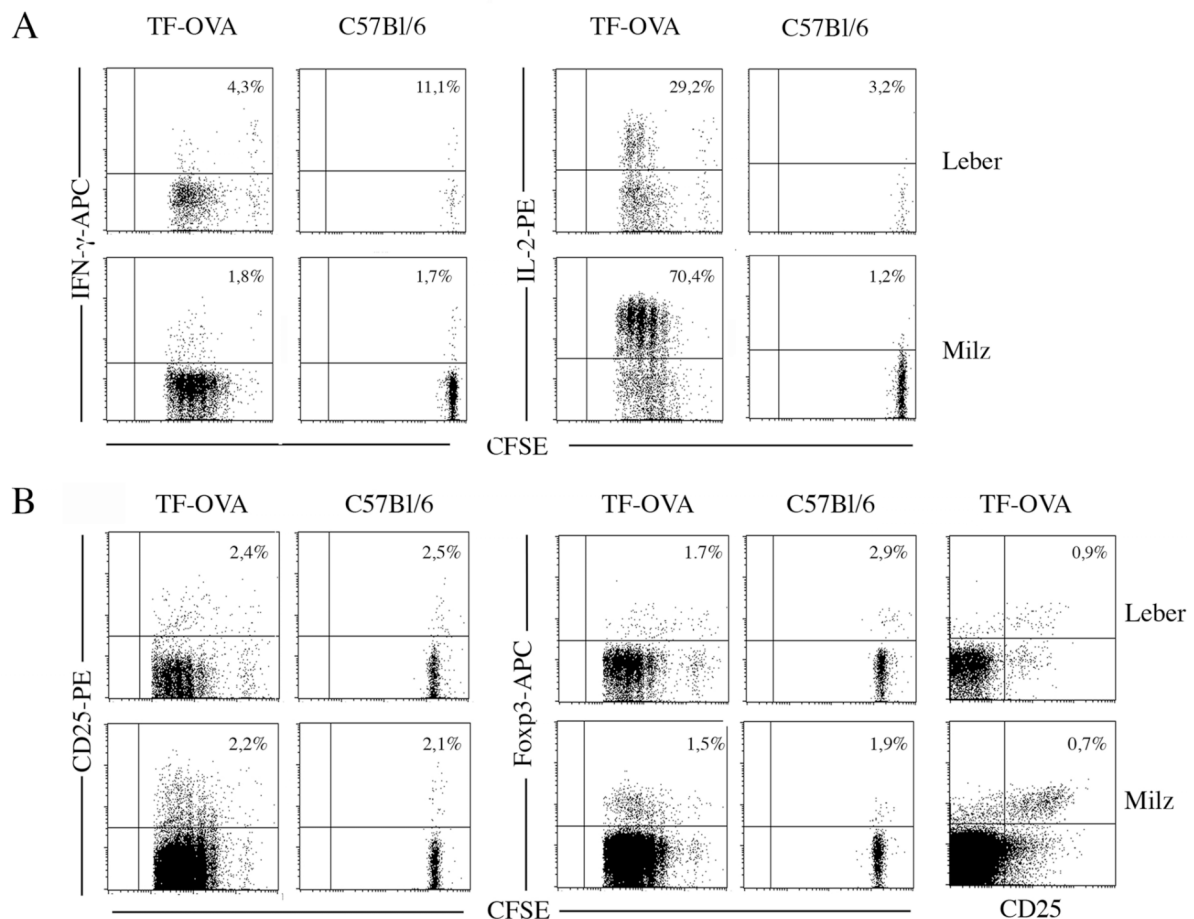 A
TF-OVA C57Bl/6 TF-OVA C57Bl/6
IFN-γ-APC
4,3% 11,1%
IL-2-PE
29,2% 3,2%
Leber
1,8% 1,7% 70,4% 1,2%
Milz
CFSE
B
TF-OVA C57Bl/6 TF-OVA C57Bl/6 TF-OVA
CD25-PE
2,4% 2,5%
Foxp3-APC
1.7% 2,9% 0,9%
Leber
2,2% 2,1% 1,5% 1,9% 0,7%
Milz
CFSE
CD25